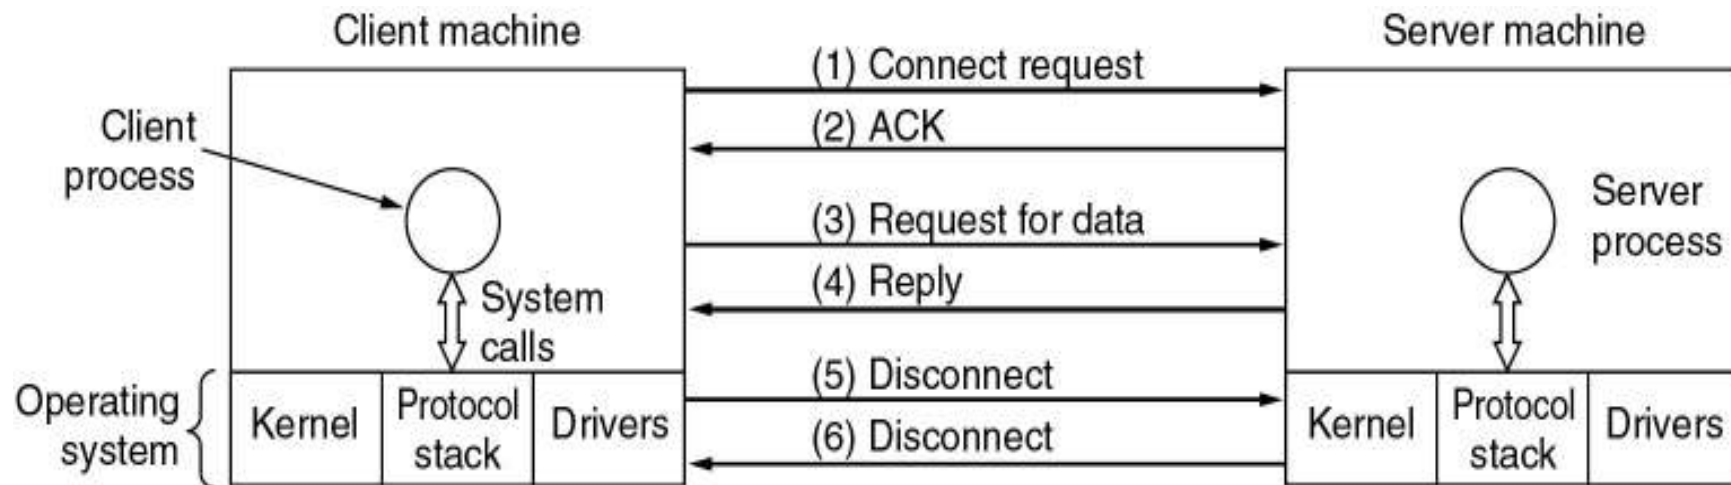 Client machine
Server machine
(1) Connect request
(2) ACK
Client
process
(3) Request for data
Server
process
(4) Reply
System
calls
(5) Disconnect
Operating
system
Kernel
Protocol
stack
Drivers
(6) Disconnect
Kernel
Protocol
stack
Drivers